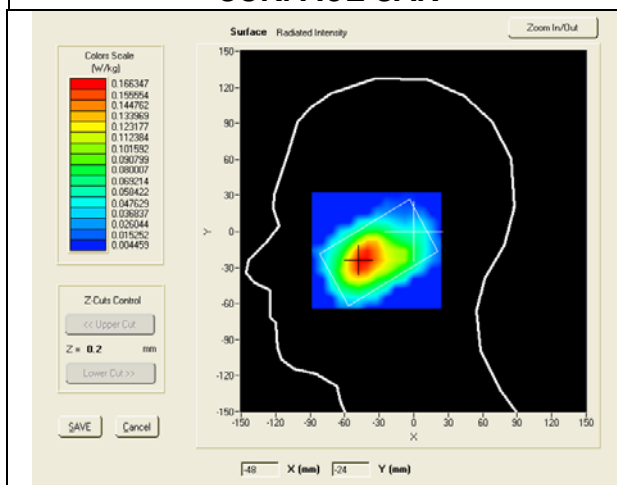 Surface Radiated Intensity
Zoom In/Out
Colors Scale
(W/kg)
0.166347
0.155554
0.144762
0.133969
0.123177
0.112384
0.101592
0.090799
0.080007
0.069214
0.058422
0.047629
0.036837
0.026044
0.015252
0.004459
Z-Cuts Control
<< Upper Cut
Z = 0.2 mm
Lower Cut >>
SAVE Cancel
150-
120-
90-
60-
30-
Y 0-
-30-
-60-
-90-
-120-
-150-
-150 -120 -90 -60 -30 0 30 60 90 120 150
X
-48 X (mm) -24 Y (mm)